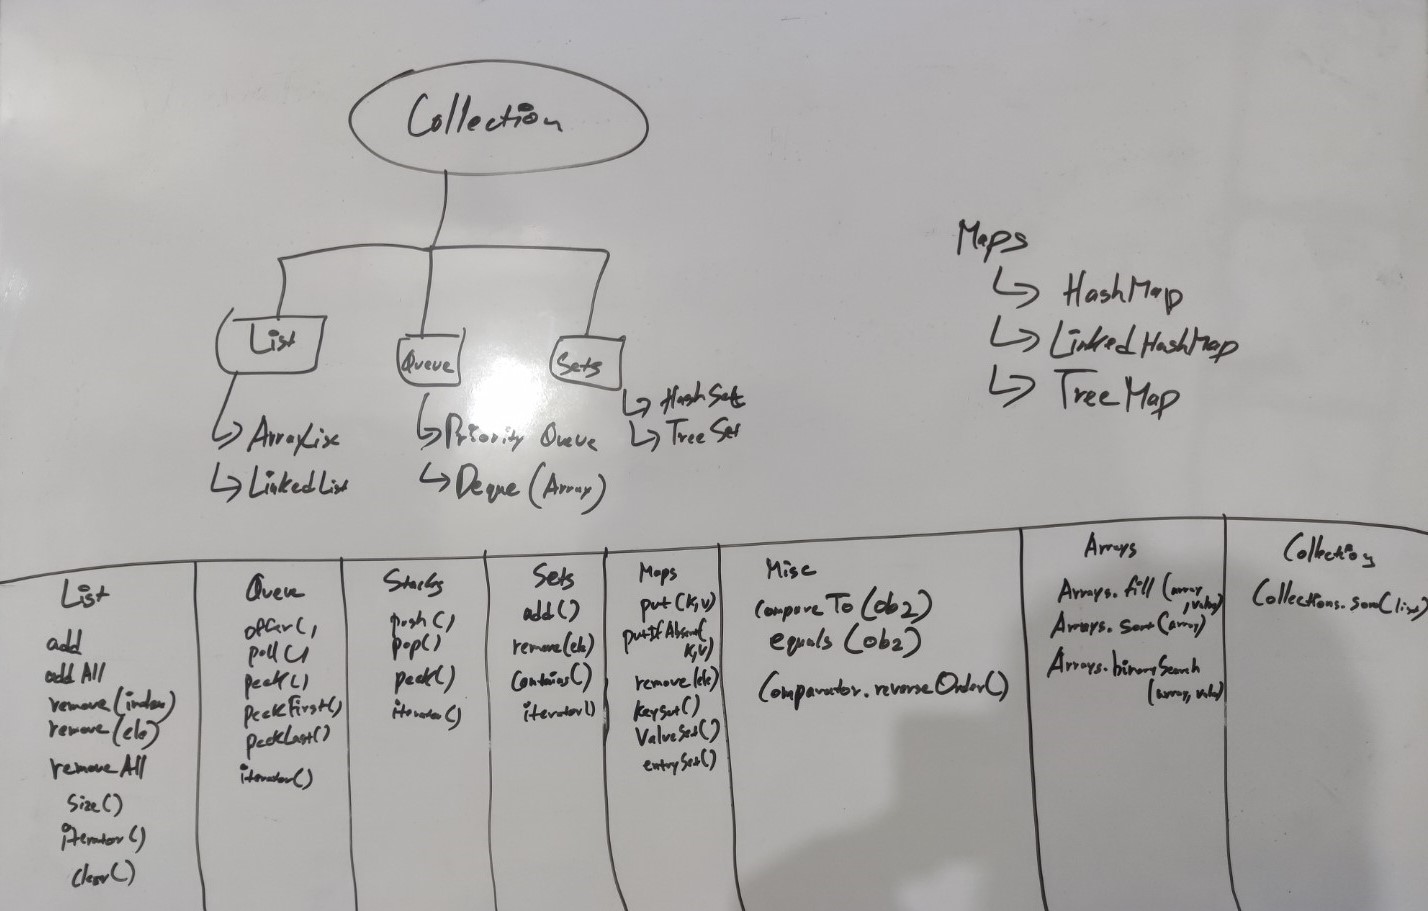 Collection
List
Queue
Sets
ArrayList
LinkedList
Priority Queue
Deque (Array)
HashSet
TreeSet
Maps
HashMap
LinkedHashMap
TreeMap
List
add
addAll
remove(index)
remove(ele)
removeAll
size()
iterator()
clear()
Queue
offer()
poll()
peek()
peekFirst()
peekLast()
iterator()
Stacks
push()
pop()
peek()
iterator()
Sets
add()
remove(ele)
contains()
iterator()
Maps
put(k,v)
putIfAbsent(
k,v)
remove(ele)
keySet()
ValueSet()
entrySet()
Misc
compareTo(ob2)
equals(ob2)
Comparator.reverseOrder()
Arrays
Arrays.fill(array
,value)
Arrays.sort(array)
Arrays.binarySearch
(array, value)
Collection
Collections.som(list)